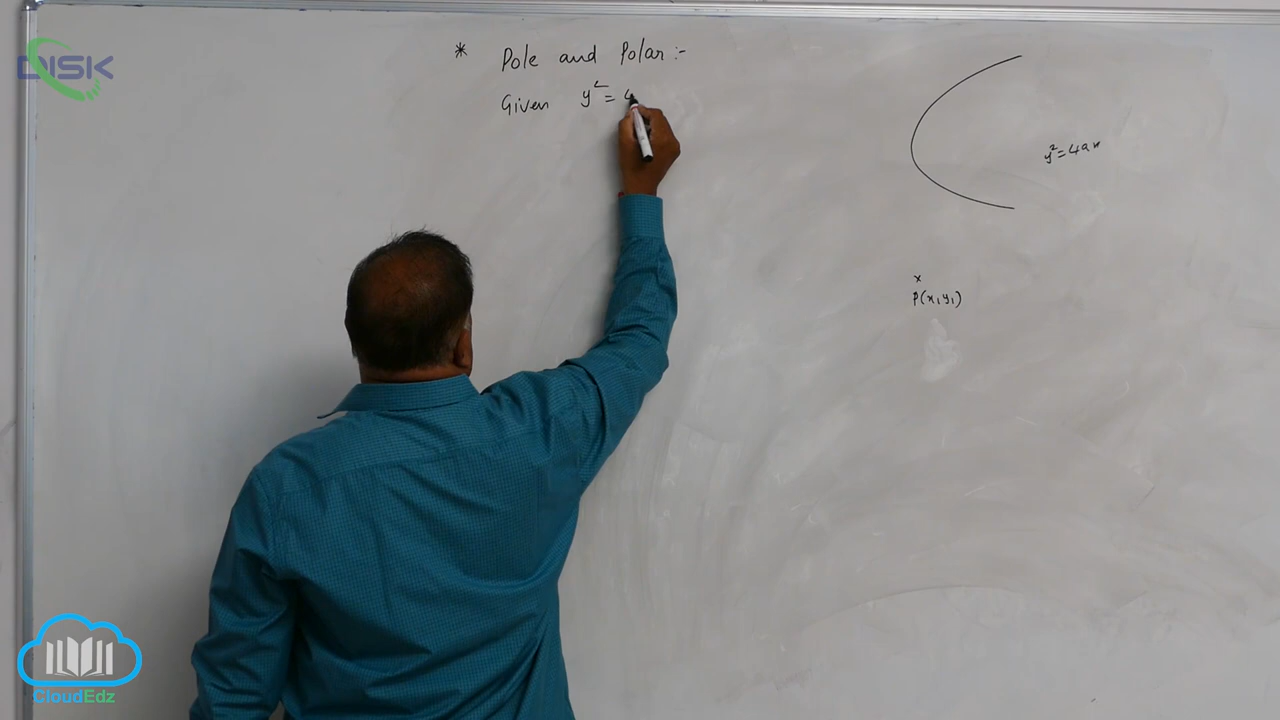 DISK
* Pole and Polar :-
Given y² = 4
y² = 4ax
x
P(x₁y₁)
CloudEdz